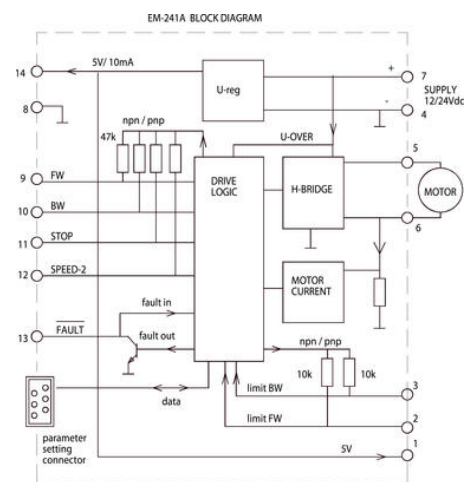 EM-241A BLOCK DIAGRAM
14
5V/ 10mA
U-reg
+
7
SUPPLY
12/24Vdc
8
-
4
npn / pnp
47k
U-OVER
5
9
FW
DRIVE
LOGIC
H-BRIDGE
MOTOR
10
BW
6
11
STOP
12
SPEED-2
MOTOR
CURRENT
fault in
13
FAULT
fault out
npn / pnp
10k
10k
data
limit BW
3
limit FW
2
parameter
setting
connector
5V
1